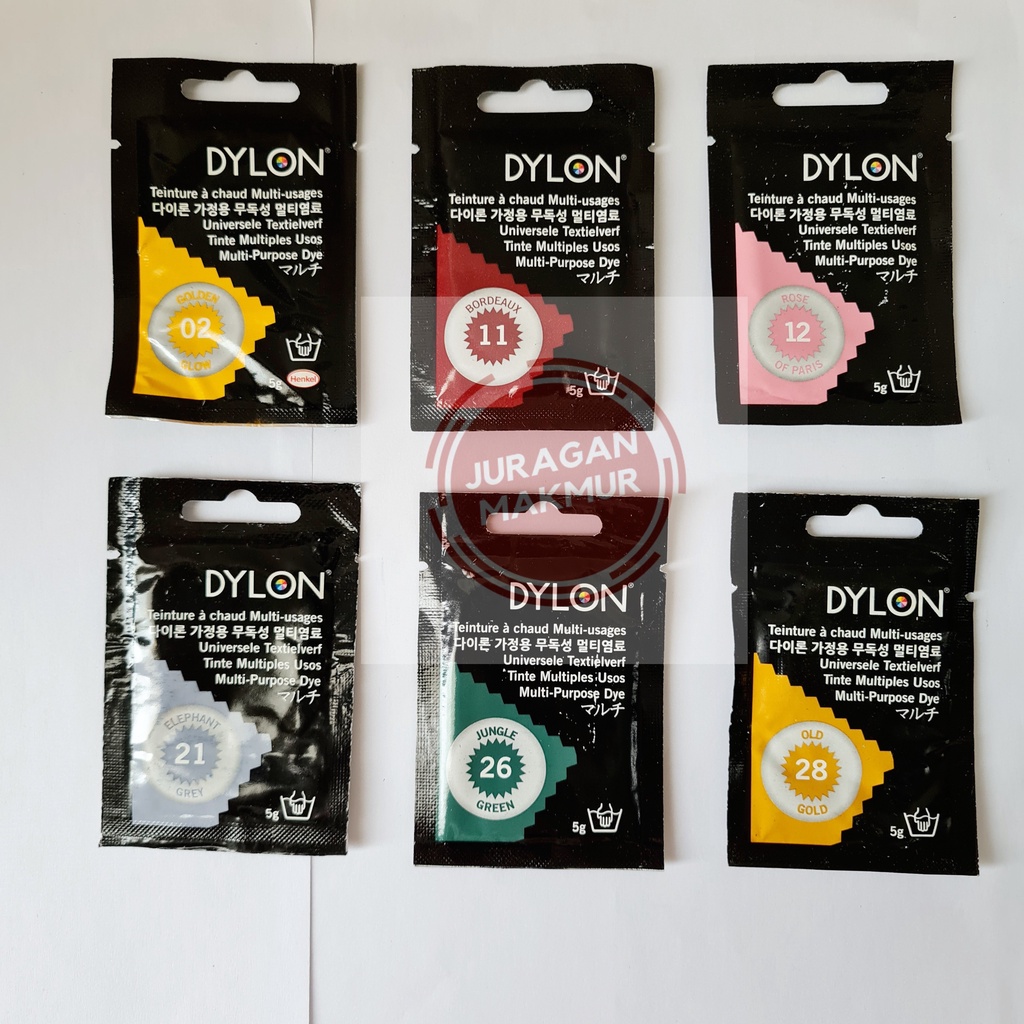 DYLON®
Teinture à chaud Multi-usages
다이론 가정용 무독성 멀티염료
Universele Textielverf
Tinte Multiples Usos
Multi-Purpose Dye
マルチ
GOLDEN
02
GLOW
5g
Henkel
DYLON®
Teinture à chaud Multi-usages
다이론 가정용 무독성 멀티염료
Universele Textielverf
Tinte Multiples Usos
Multi-Purpose Dye
マルチ
BORDEAUX
11
5g
DYLON®
Teinture à chaud Multi-usages
다이론 가정용 무독성 멀티염료
Universele Textielverf
Tinte Multiples Usos
Multi-Purpose Dye
マルチ
ROSE
12
OF PARIS
5g
JURAGAN
MAKMUR
DYLON®
Teinture à chaud Multi-usages
다이론 가정용 무독성 멀티염료
Universele Textielverf
Tinte Multiples Usos
Multi-Purpose Dye
マルチ
ELEPHANT
21
GREY
5g
DYLON®
Teinture à chaud Multi-usages
다이론 가정용 무독성 멀티염료
Universele Textielverf
Tinte Multiples Usos
Multi-Purpose Dye
マルチ
JUNGLE
26
GREEN
5g
DYLON®
Teinture à chaud Multi-usages
다이론 가정용 무독성 멀티염료
Universele Textielverf
Tinte Multiples Usos
Multi-Purpose Dye
マルチ
OLD
28
GOLD
5g